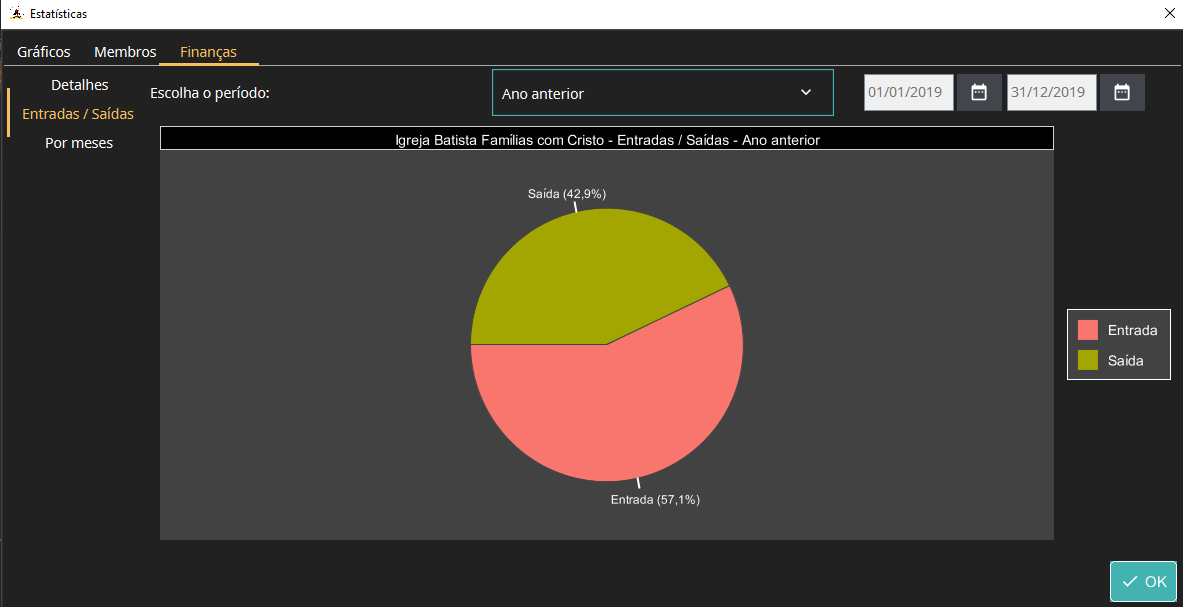 Estatísticas
Gráficos Membros Finanças
Detalhes
Entradas / Saídas
Por meses
Escolha o período:
Ano anterior
01/01/2019
31/12/2019
Igreja Batista Famílias com Cristo - Entradas / Saídas - Ano anterior
Saída (42,9%)
Entrada (57,1%)
Entrada
Saída
OK